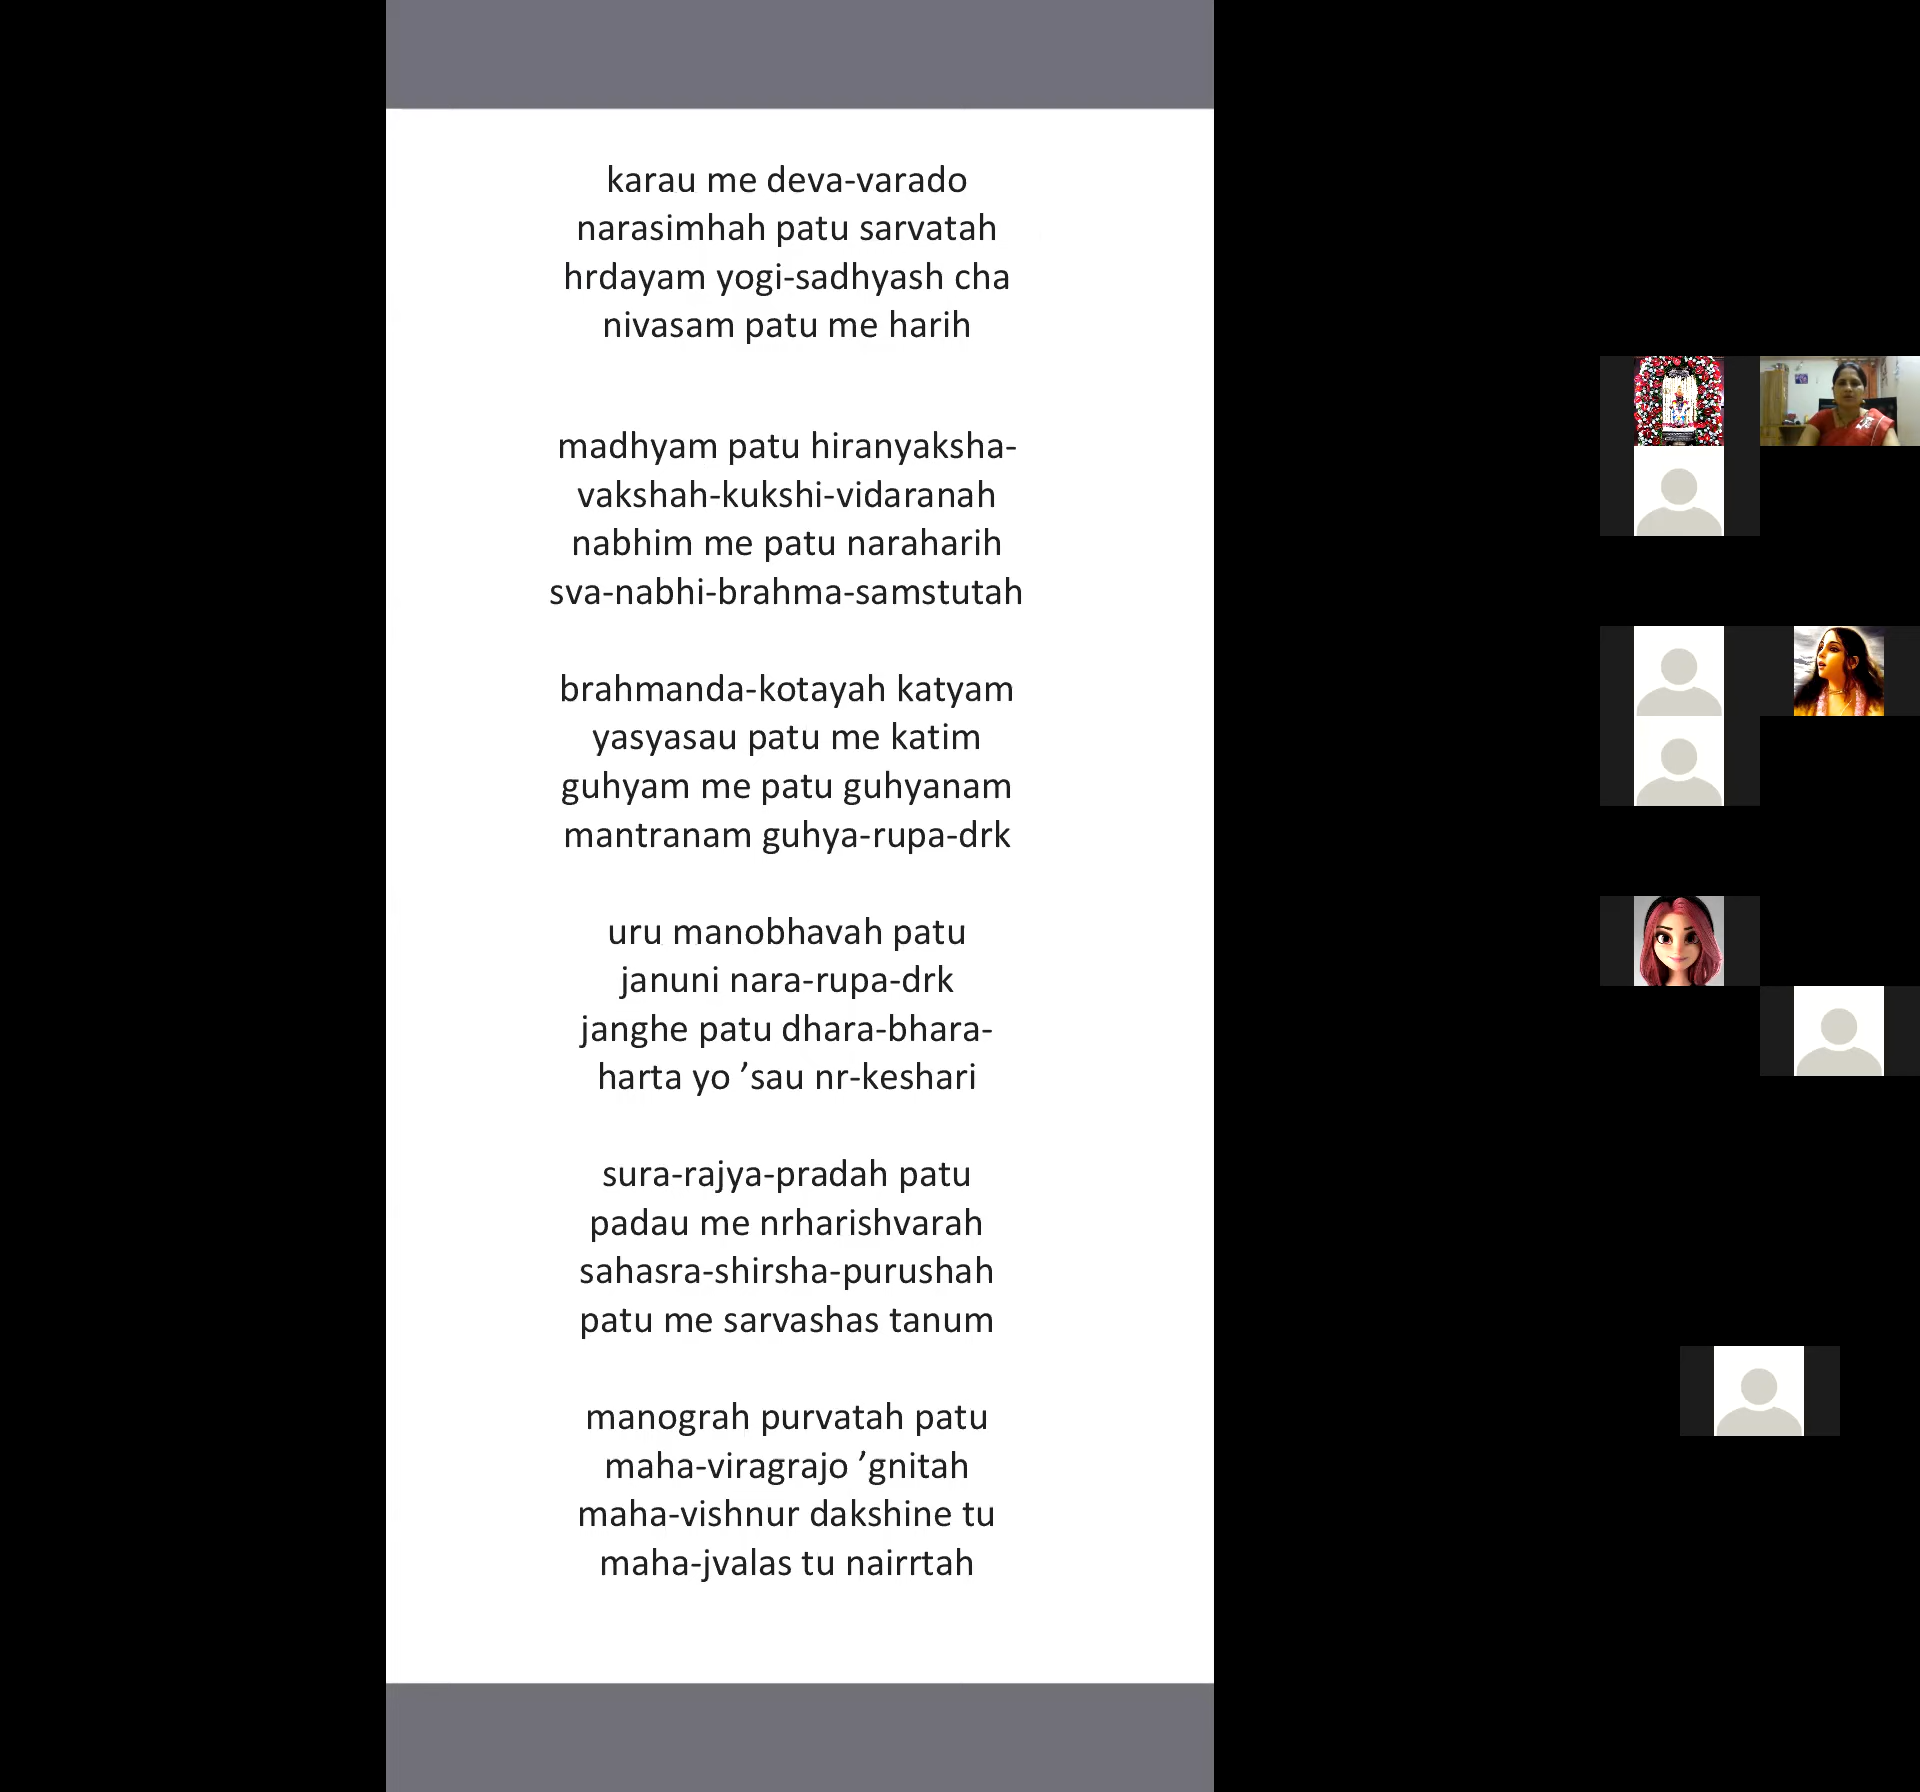 karau me deva-varado
narasimhah patu sarvatah
hrdayam yogi-sadhyash cha
nivasam patu me harih
madhyam patu hiranyaksha-
vakshah-kukshi-vidaranah
nabhim me patu naraharih
sva-nabhi-brahma-samstutah
brahmanda-kotayah katyam
yasyasau patu me katim
guhyam me patu guhyanam
mantranam guhya-rupa-drk
uru manobhavah patu
januni nara-rupa-drk
janghe patu dhara-bhara-
harta yo ’sau nr-keshari
sura-rajya-pradah patu
padau me nrharishvarah
sahasra-shirsha-purushah
patu me sarvashas tanum
manograh purvatah patu
maha-viragrajo ’gnitah
maha-vishnur dakshine tu
maha-jvalas tu nairrtah